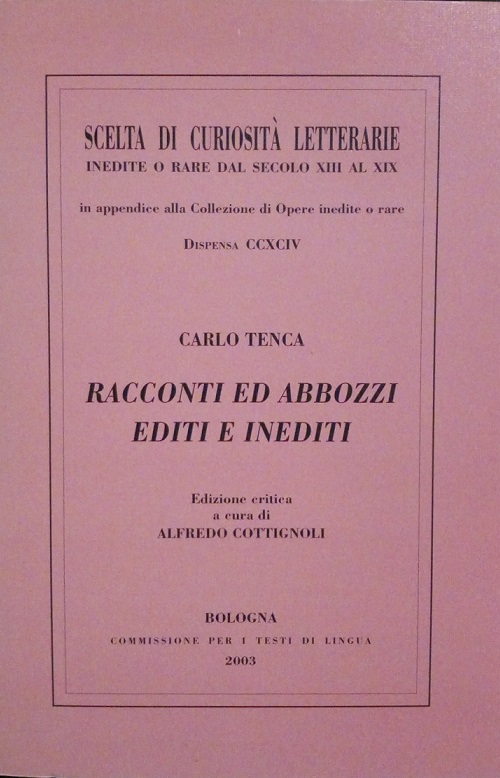 SCELTA DI CURIOSITÀ LETTERARIE
INEDITE O RARE DAL SECOLO XIII AL XIX
in appendice alla Collezione di Opere inedite o rare
DISPENSA CCXCIV
CARLO TENCA
RACCONTI ED ABBOZZI
EDITI E INEDITI
Edizione critica
a cura di
ALFREDO COTTIGNOLI
BOLOGNA
COMMISSIONE PER I TESTI DI LINGUA
2003